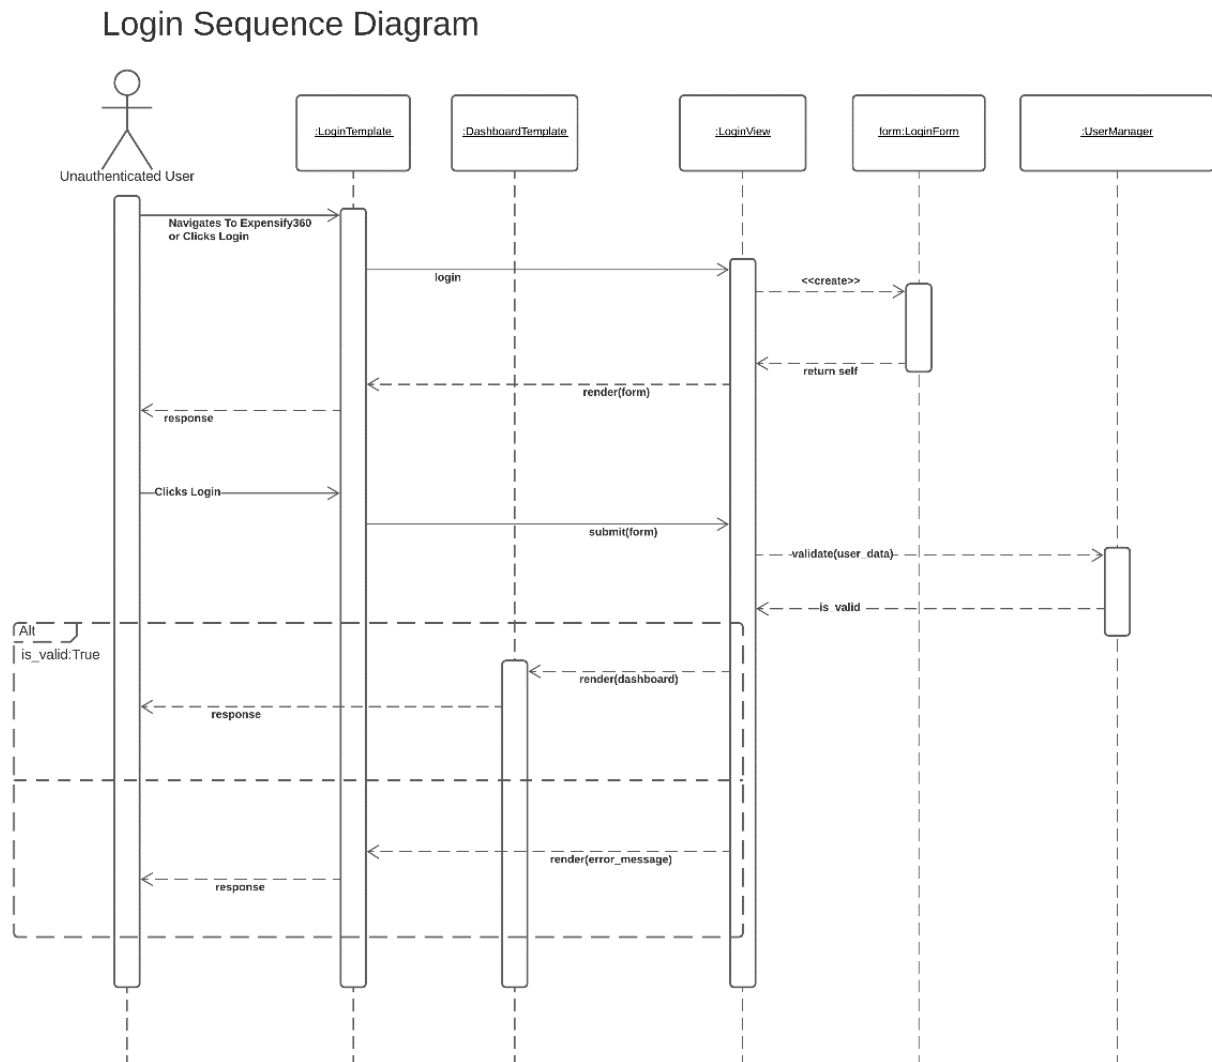 Login Sequence Diagram
Unauthenticated User
:LoginTemplate
:DashboardTemplate
:LoginView
form:LoginForm
:UserManager
Navigates To Expensify360
or Clicks Login
login
<<create>>
return self
render(form)
response
Clicks Login
submit(form)
validate(user_data)
is_valid
Alt
is_valid:True
render(dashboard)
response
render(error_message)
response